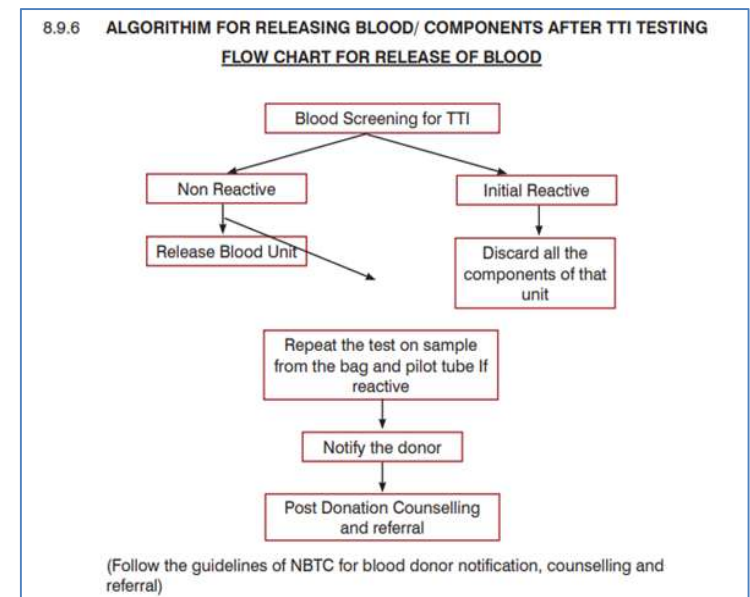 8.9.6 ALGORITHIM FOR RELEASING BLOOD/ COMPONENTS AFTER TTI TESTING
FLOW CHART FOR RELEASE OF BLOOD
Blood Screening for TTI
Non Reactive
Initial Reactive
Release Blood Unit
Discard all the
components of that
unit
Repeat the test on sample
from the bag and pilot tube If
reactive
Notify the donor
Post Donation Counselling
and referral
(Follow the guidelines of NBTC for blood donor notification, counselling and
referral)